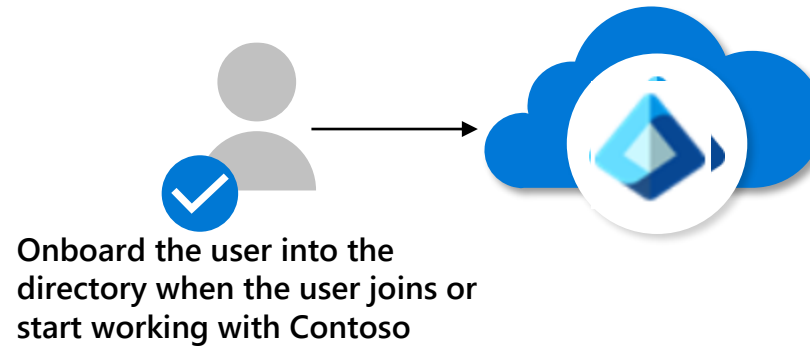 Onboard the user into the
directory when the user joins or
start working with Contoso